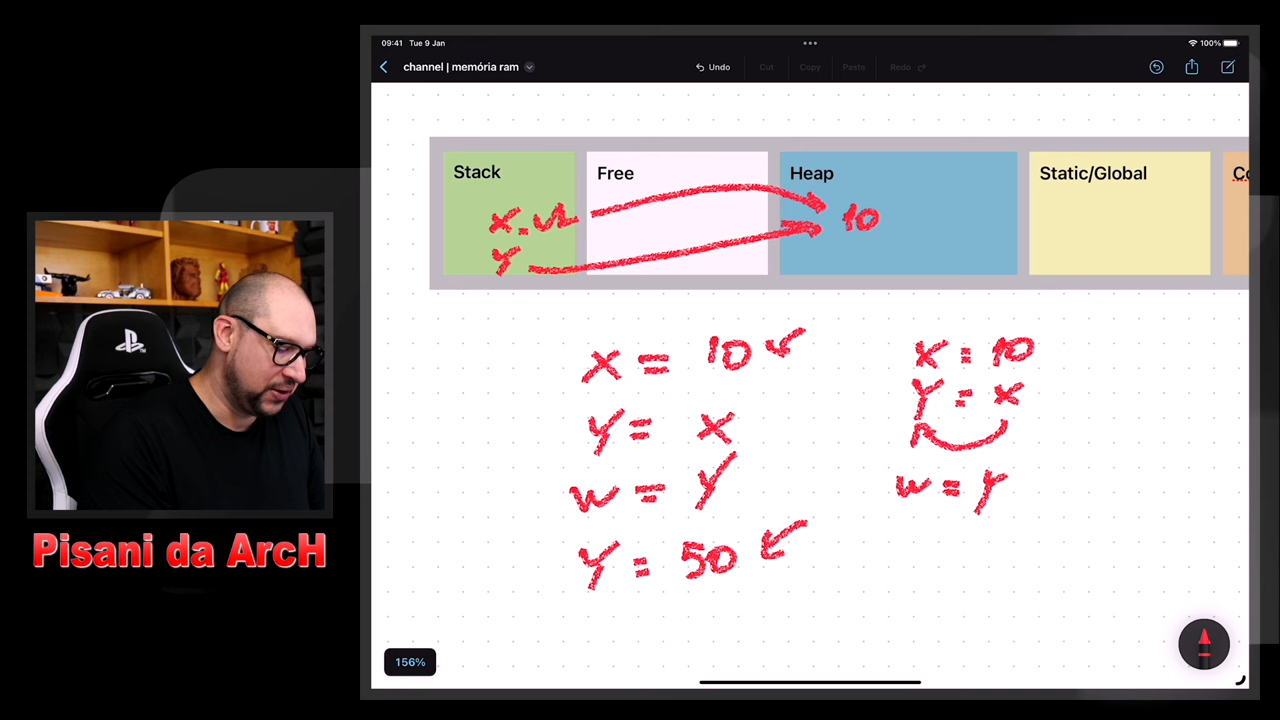 09:41 Tue 9 Jan
100%
channel | memória ram
Undo Cut Copy Paste Redo
Stack Free Heap Static/Global Co
x. w
10
y
x = 10
y = x
w = y
y = 50
x = 10
y = x
w = y
Pisani da ArcH
156%